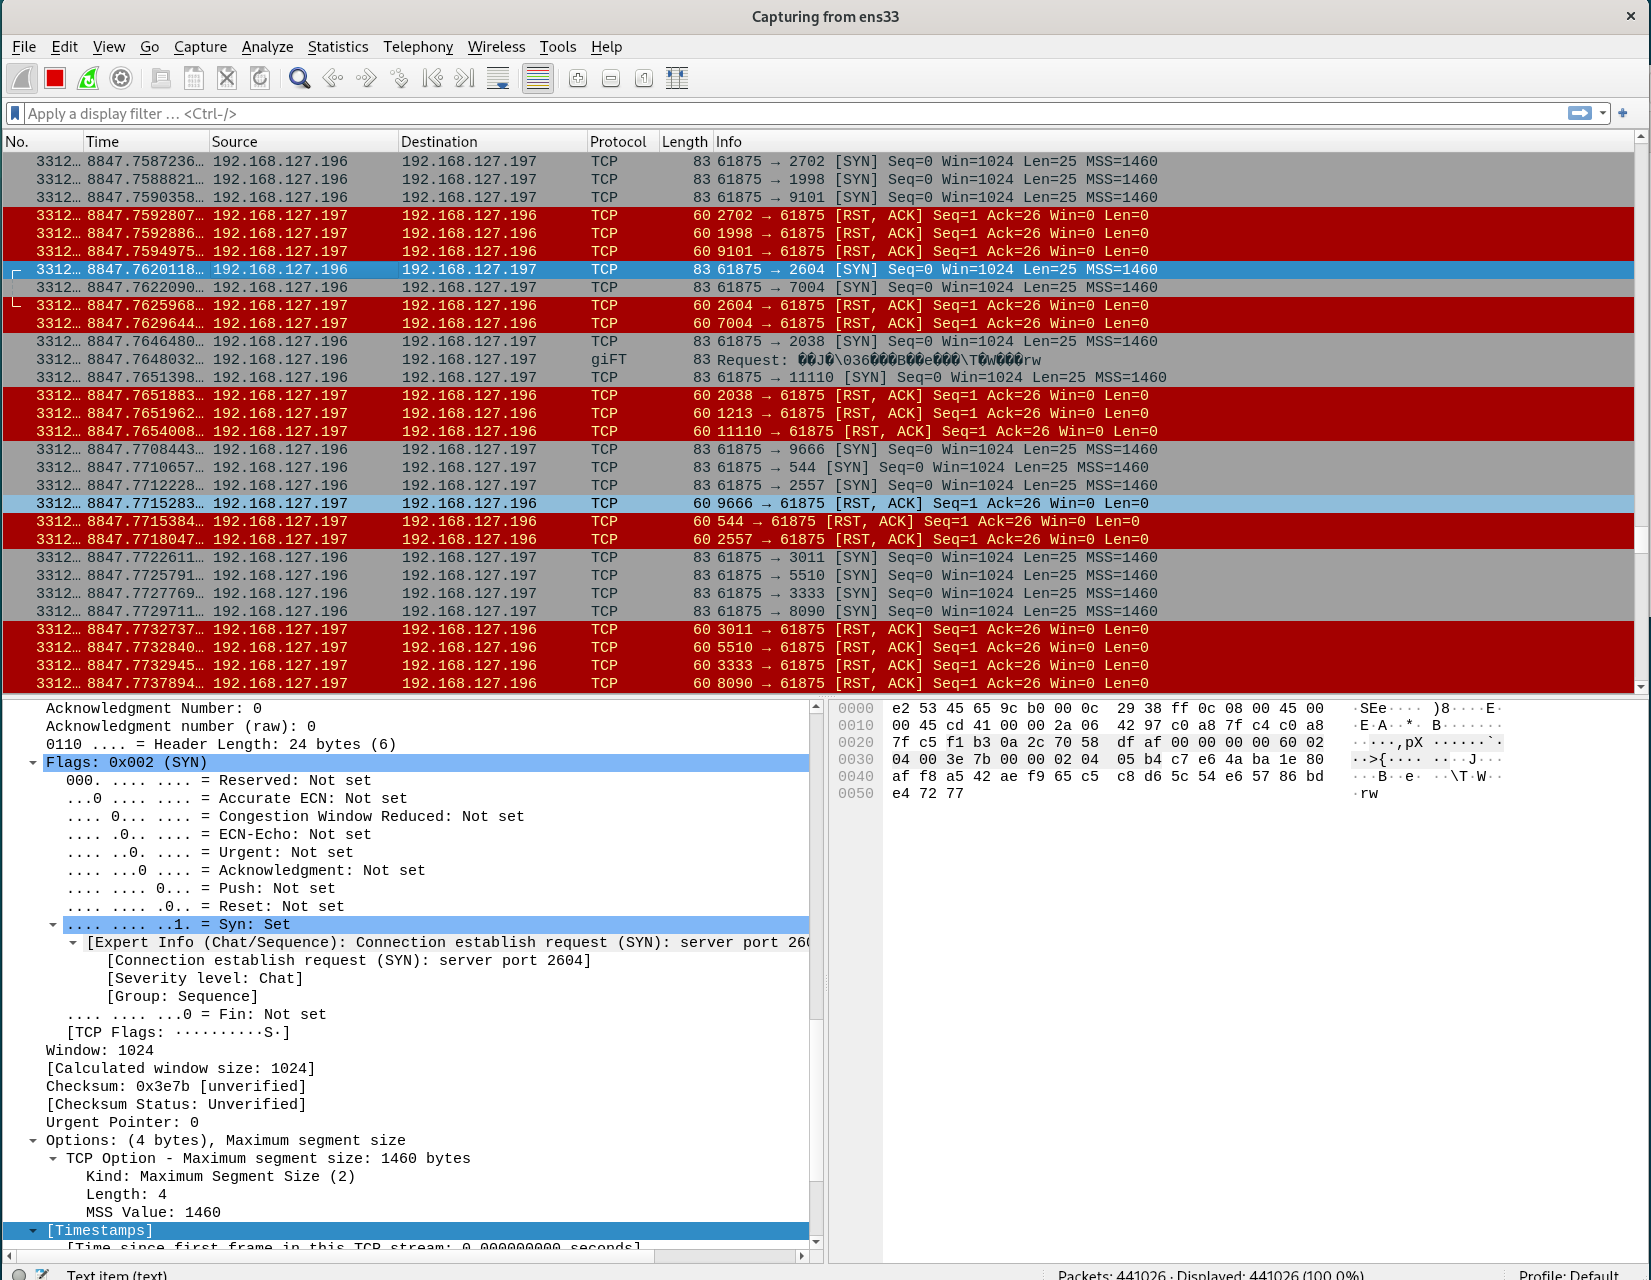 Capturing from ens33
File Edit View Go Capture Analyze Statistics Telephony Wireless Tools Help
Apply a display filter … <Ctrl-/>
No. Time Source Destination Protocol Length Info
3312… 8847.7587236… 192.168.127.196 192.168.127.197 TCP 83 61875 → 2702 [SYN] Seq=0 Win=1024 Len=25 MSS=1460
3312… 8847.7588821… 192.168.127.196 192.168.127.197 TCP 83 61875 → 1998 [SYN] Seq=0 Win=1024 Len=25 MSS=1460
3312… 8847.7590358… 192.168.127.196 192.168.127.197 TCP 83 61875 → 9101 [SYN] Seq=0 Win=1024 Len=25 MSS=1460
3312… 8847.7592807… 192.168.127.197 192.168.127.196 TCP 60 2702 → 61875 [RST, ACK] Seq=1 Ack=26 Win=0 Len=0
3312… 8847.7592886… 192.168.127.197 192.168.127.196 TCP 60 1998 → 61875 [RST, ACK] Seq=1 Ack=26 Win=0 Len=0
3312… 8847.7594975… 192.168.127.197 192.168.127.196 TCP 60 9101 → 61875 [RST, ACK] Seq=1 Ack=26 Win=0 Len=0
3312… 8847.7620118… 192.168.127.196 192.168.127.197 TCP 83 61875 → 2604 [SYN] Seq=0 Win=1024 Len=25 MSS=1460
3312… 8847.7622090… 192.168.127.196 192.168.127.197 TCP 83 61875 → 7004 [SYN] Seq=0 Win=1024 Len=25 MSS=1460
3312… 8847.7625968… 192.168.127.197 192.168.127.196 TCP 60 2604 → 61875 [RST, ACK] Seq=1 Ack=26 Win=0 Len=0
3312… 8847.7629644… 192.168.127.197 192.168.127.196 TCP 60 7004 → 61875 [RST, ACK] Seq=1 Ack=26 Win=0 Len=0
3312… 8847.7646480… 192.168.127.196 192.168.127.197 TCP 83 61875 → 2038 [SYN] Seq=0 Win=1024 Len=25 MSS=1460
3312… 8847.7648032… 192.168.127.196 192.168.127.197 giFT 83 Request: ��J�\036���B��e���\T�W���rw
3312… 8847.7651398… 192.168.127.196 192.168.127.197 TCP 83 61875 → 11110 [SYN] Seq=0 Win=1024 Len=25 MSS=1460
3312… 8847.7651883… 192.168.127.197 192.168.127.196 TCP 60 2038 → 61875 [RST, ACK] Seq=1 Ack=26 Win=0 Len=0
3312… 8847.7651962… 192.168.127.197 192.168.127.196 TCP 60 1213 → 61875 [RST, ACK] Seq=1 Ack=26 Win=0 Len=0
3312… 8847.7654008… 192.168.127.197 192.168.127.196 TCP 60 11110 → 61875 [RST, ACK] Seq=1 Ack=26 Win=0 Len=0
3312… 8847.7708443… 192.168.127.196 192.168.127.197 TCP 83 61875 → 9666 [SYN] Seq=0 Win=1024 Len=25 MSS=1460
3312… 8847.7710657… 192.168.127.196 192.168.127.197 TCP 83 61875 → 544 [SYN] Seq=0 Win=1024 Len=25 MSS=1460
3312… 8847.7712228… 192.168.127.196 192.168.127.197 TCP 83 61875 → 2557 [SYN] Seq=0 Win=1024 Len=25 MSS=1460
3312… 8847.7715283… 192.168.127.197 192.168.127.196 TCP 60 9666 → 61875 [RST, ACK] Seq=1 Ack=26 Win=0 Len=0
3312… 8847.7715384… 192.168.127.197 192.168.127.196 TCP 60 544 → 61875 [RST, ACK] Seq=1 Ack=26 Win=0 Len=0
3312… 8847.7718047… 192.168.127.197 192.168.127.196 TCP 60 2557 → 61875 [RST, ACK] Seq=1 Ack=26 Win=0 Len=0
3312… 8847.7722611… 192.168.127.196 192.168.127.197 TCP 83 61875 → 3011 [SYN] Seq=0 Win=1024 Len=25 MSS=1460
3312… 8847.7725791… 192.168.127.196 192.168.127.197 TCP 83 61875 → 5510 [SYN] Seq=0 Win=1024 Len=25 MSS=1460
3312… 8847.7727769… 192.168.127.196 192.168.127.197 TCP 83 61875 → 3333 [SYN] Seq=0 Win=1024 Len=25 MSS=1460
3312… 8847.7729711… 192.168.127.196 192.168.127.197 TCP 83 61875 → 8090 [SYN] Seq=0 Win=1024 Len=25 MSS=1460
3312… 8847.7732737… 192.168.127.197 192.168.127.196 TCP 60 3011 → 61875 [RST, ACK] Seq=1 Ack=26 Win=0 Len=0
3312… 8847.7732840… 192.168.127.197 192.168.127.196 TCP 60 5510 → 61875 [RST, ACK] Seq=1 Ack=26 Win=0 Len=0
3312… 8847.7732945… 192.168.127.197 192.168.127.196 TCP 60 3333 → 61875 [RST, ACK] Seq=1 Ack=26 Win=0 Len=0
3312… 8847.7737894… 192.168.127.197 192.168.127.196 TCP 60 8090 → 61875 [RST, ACK] Seq=1 Ack=26 Win=0 Len=0
Acknowledgment Number: 0
Acknowledgment number (raw): 0
0110 .... = Header Length: 24 bytes (6)
Flags: 0x002 (SYN)
000. .... .... = Reserved: Not set
...0 .... .... = Accurate ECN: Not set
.... 0... .... = Congestion Window Reduced: Not set
.... .0.. .... = ECN-Echo: Not set
.... ..0. .... = Urgent: Not set
.... ...0 .... = Acknowledgment: Not set
.... .... 0... = Push: Not set
.... .... .0.. = Reset: Not set
.... .... ..1. = Syn: Set
[Expert Info (Chat/Sequence): Connection establish request (SYN): server port 260
[Connection establish request (SYN): server port 2604]
[Severity level: Chat]
[Group: Sequence]
.... .... ...0 = Fin: Not set
[TCP Flags: ··········S·]
Window: 1024
[Calculated window size: 1024]
Checksum: 0x3e7b [unverified]
[Checksum Status: Unverified]
Urgent Pointer: 0
Options: (4 bytes), Maximum segment size
TCP Option - Maximum segment size: 1460 bytes
Kind: Maximum Segment Size (2)
Length: 4
MSS Value: 1460
[Timestamps]
[Time since first frame in this TCP stream: 0.000000000 seconds]
0000 e2 53 45 65 9c b0 00 0c 29 38 ff 0c 08 00 45 00 ·SEe···· )8····E·
0010 00 45 cd 41 00 00 2a 06 42 97 c0 a8 7f c4 c0 a8 ·E·A··*· B·······
0020 7f c5 f1 b3 0a 2c 70 58 df af 00 00 00 00 60 02 ·····,pX ······`·
0030 04 00 3e 7b 00 00 02 04 05 b4 c7 e6 4a ba 1e 80 ··>{···· ····J···
0040 af f8 a5 42 ae f9 65 c5 c8 d6 5c 54 e6 57 86 bd ···B··e· ··\T·W··
0050 e4 72 77 ·rw
Text item (text)
Packets: 441026 · Displayed: 441026 (100.0%)
Profile: Default